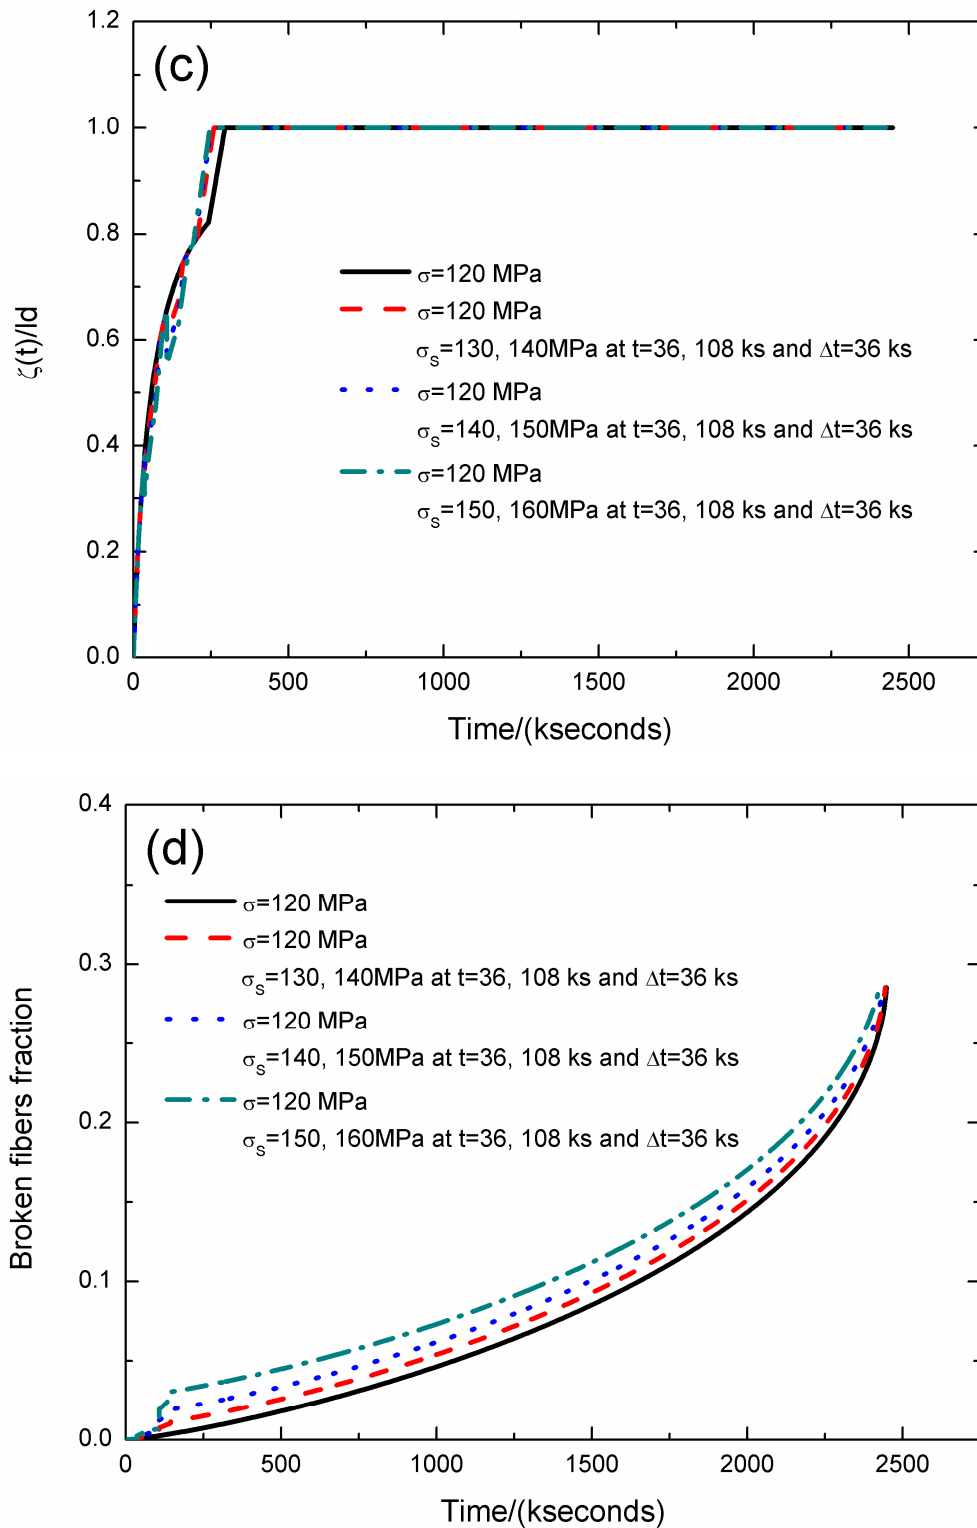 (c)
1.2
1.0
0.8
0.6
0.4
0.2
0.0
ζ(t)/ld
σ=120 MPa
σ=120 MPa
σS=130, 140MPa at t=36, 108 ks and Δt=36 ks
σ=120 MPa
σS=140, 150MPa at t=36, 108 ks and Δt=36 ks
σ=120 MPa
σS=150, 160MPa at t=36, 108 ks and Δt=36 ks
0 500 1000 1500 2000 2500
Time/(kseconds)
(d)
0.4
0.3
0.2
0.1
0.0
Broken fibers fraction
σ=120 MPa
σ=120 MPa
σS=130, 140MPa at t=36, 108 ks and Δt=36 ks
σ=120 MPa
σS=140, 150MPa at t=36, 108 ks and Δt=36 ks
σ=120 MPa
σS=150, 160MPa at t=36, 108 ks and Δt=36 ks
0 500 1000 1500 2000 2500
Time/(kseconds)